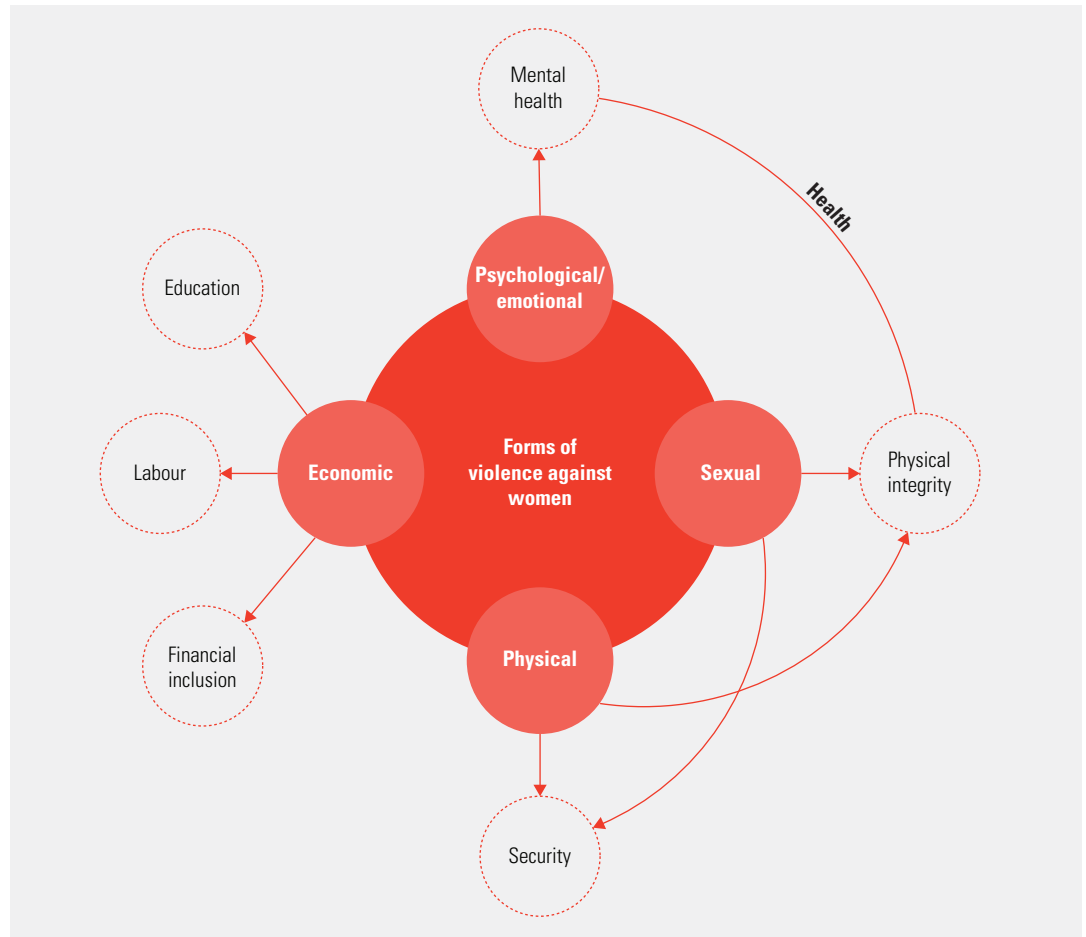 Mental
health
Health
Psychological/
emotional
Education
Forms of
violence against
women
Economic
Sexual
Labour
Physical
integrity
Physical
Financial
inclusion
Security